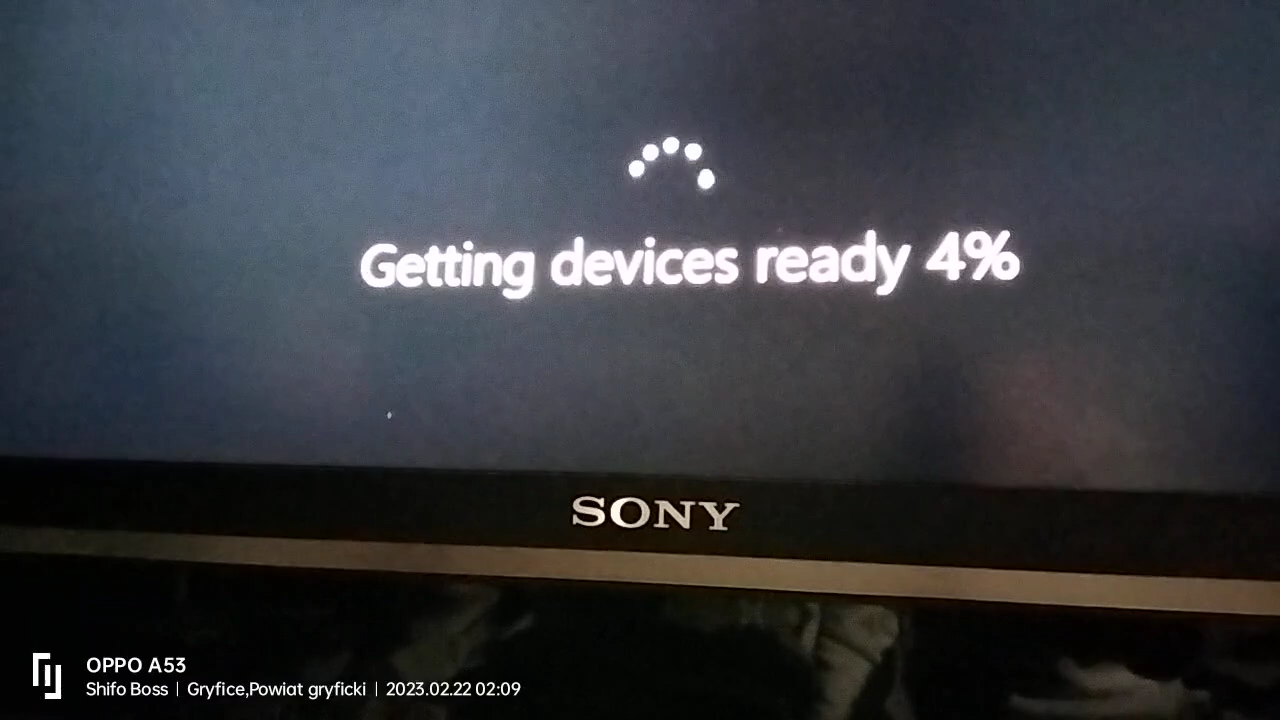 Getting devices ready 4%
SONY
OPPO A53
Shifo Boss | Gryfice,Powiat gryficki | 2023.02.22 02:09